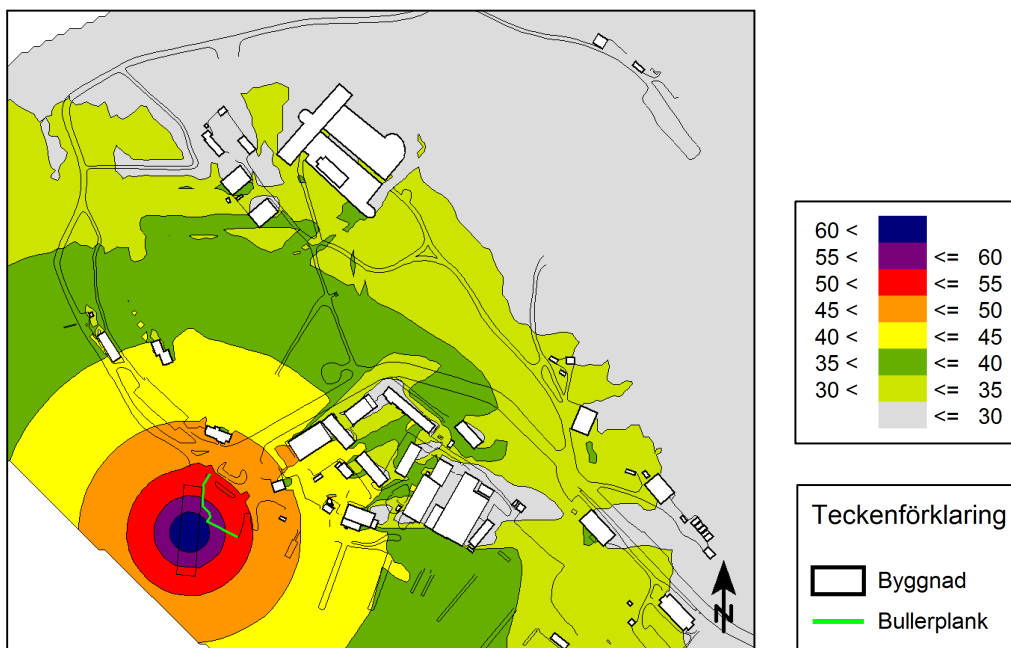 60 <
55 < <= 60
50 < <= 55
45 < <= 50
40 < <= 45
35 < <= 40
30 < <= 35
<= 30
Teckenförklaring
Byggnad
Bullerplank
N